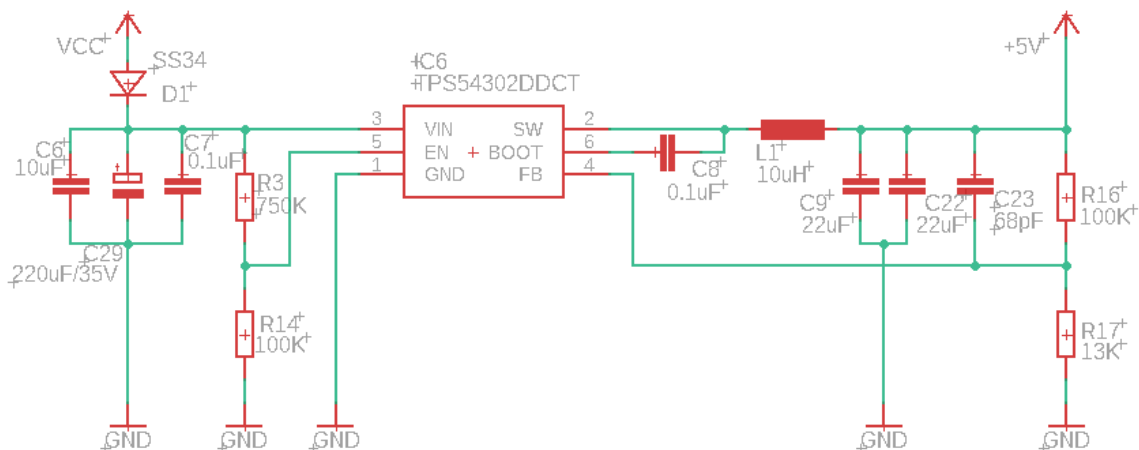 VCC
SS34
D1
C6
10uF
C7
0.1uF
R3
750K
C29
220uF/35V
R14
100K
IC6
TPS54302DDCT
3
5
1
VIN
EN
GND
SW
BOOT
FB
2
6
4
C8
0.1uF
L1
10uH
+5V
C9
22uF
C22
22uF
C23
68pF
R16
100K
R17
13K
GND
GND
GND
GND
GND